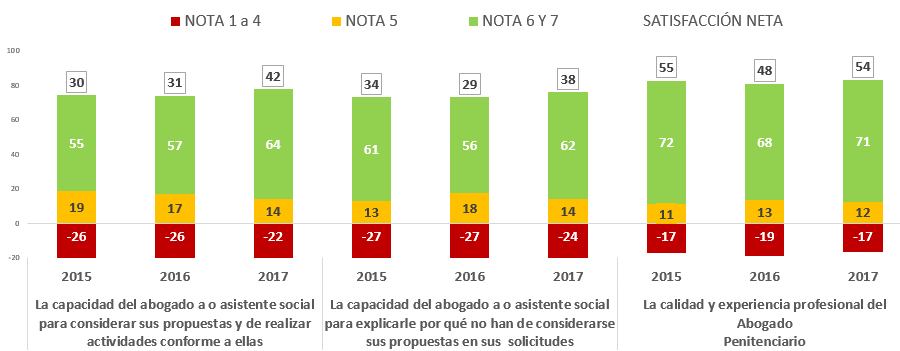 NOTA 1 a 4 NOTA 5 NOTA 6 Y 7 SATISFACCIÓN NETA
100
80
60
40
20
0
-20
30 31 42 34 29 38 55 48 54
55 57 64 61 56 62 72 68 71
19 17 14 13 18 14 11 13 12
-26 -26 -22 -27 -27 -24 -17 -19 -17
2015 2016 2017 2015 2016 2017 2015 2016 2017
La capacidad del abogado a o asistente social
para considerar sus propuestas y de realizar
actividades conforme a ellas
La capacidad del abogado a o asistente social
para explicarle por qué no han de considerarse
sus propuestas en sus solicitudes
La calidad y experiencia profesional del
Abogado
Penitenciario